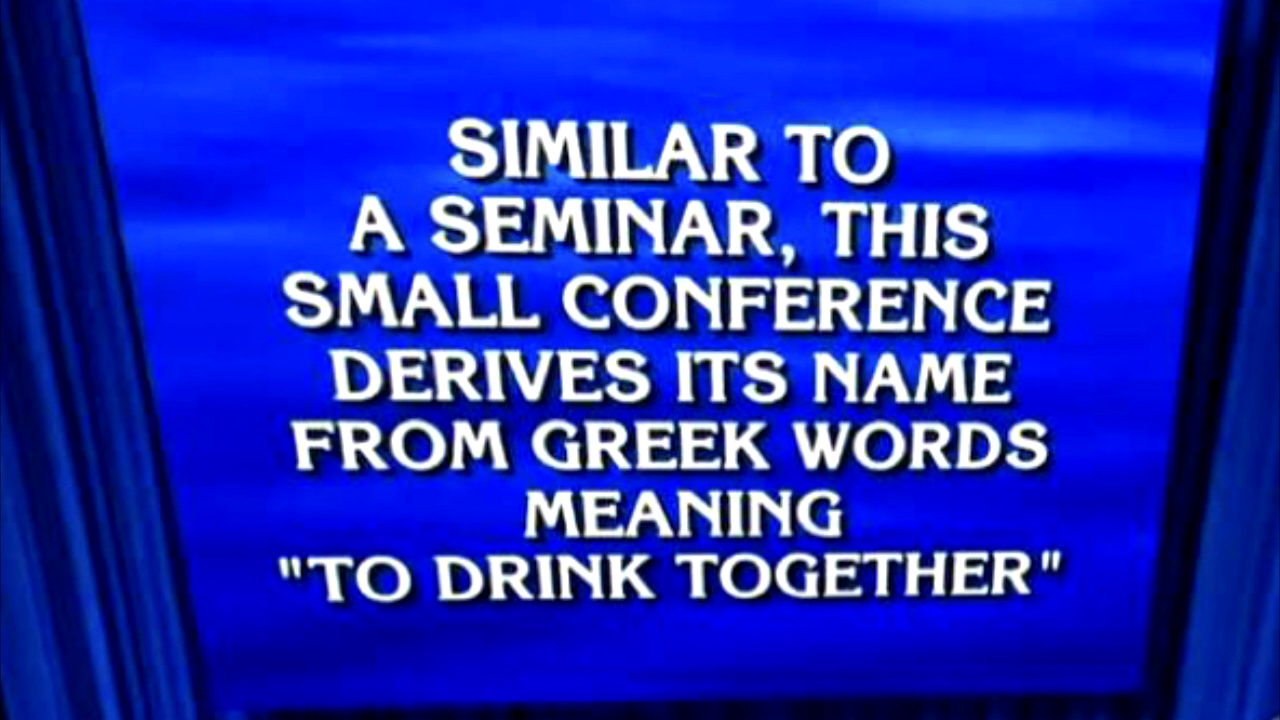 SIMILAR TO
A SEMINAR, THIS
SMALL CONFERENCE
DERIVES ITS NAME
FROM GREEK WORDS
MEANING
"TO DRINK TOGETHER"